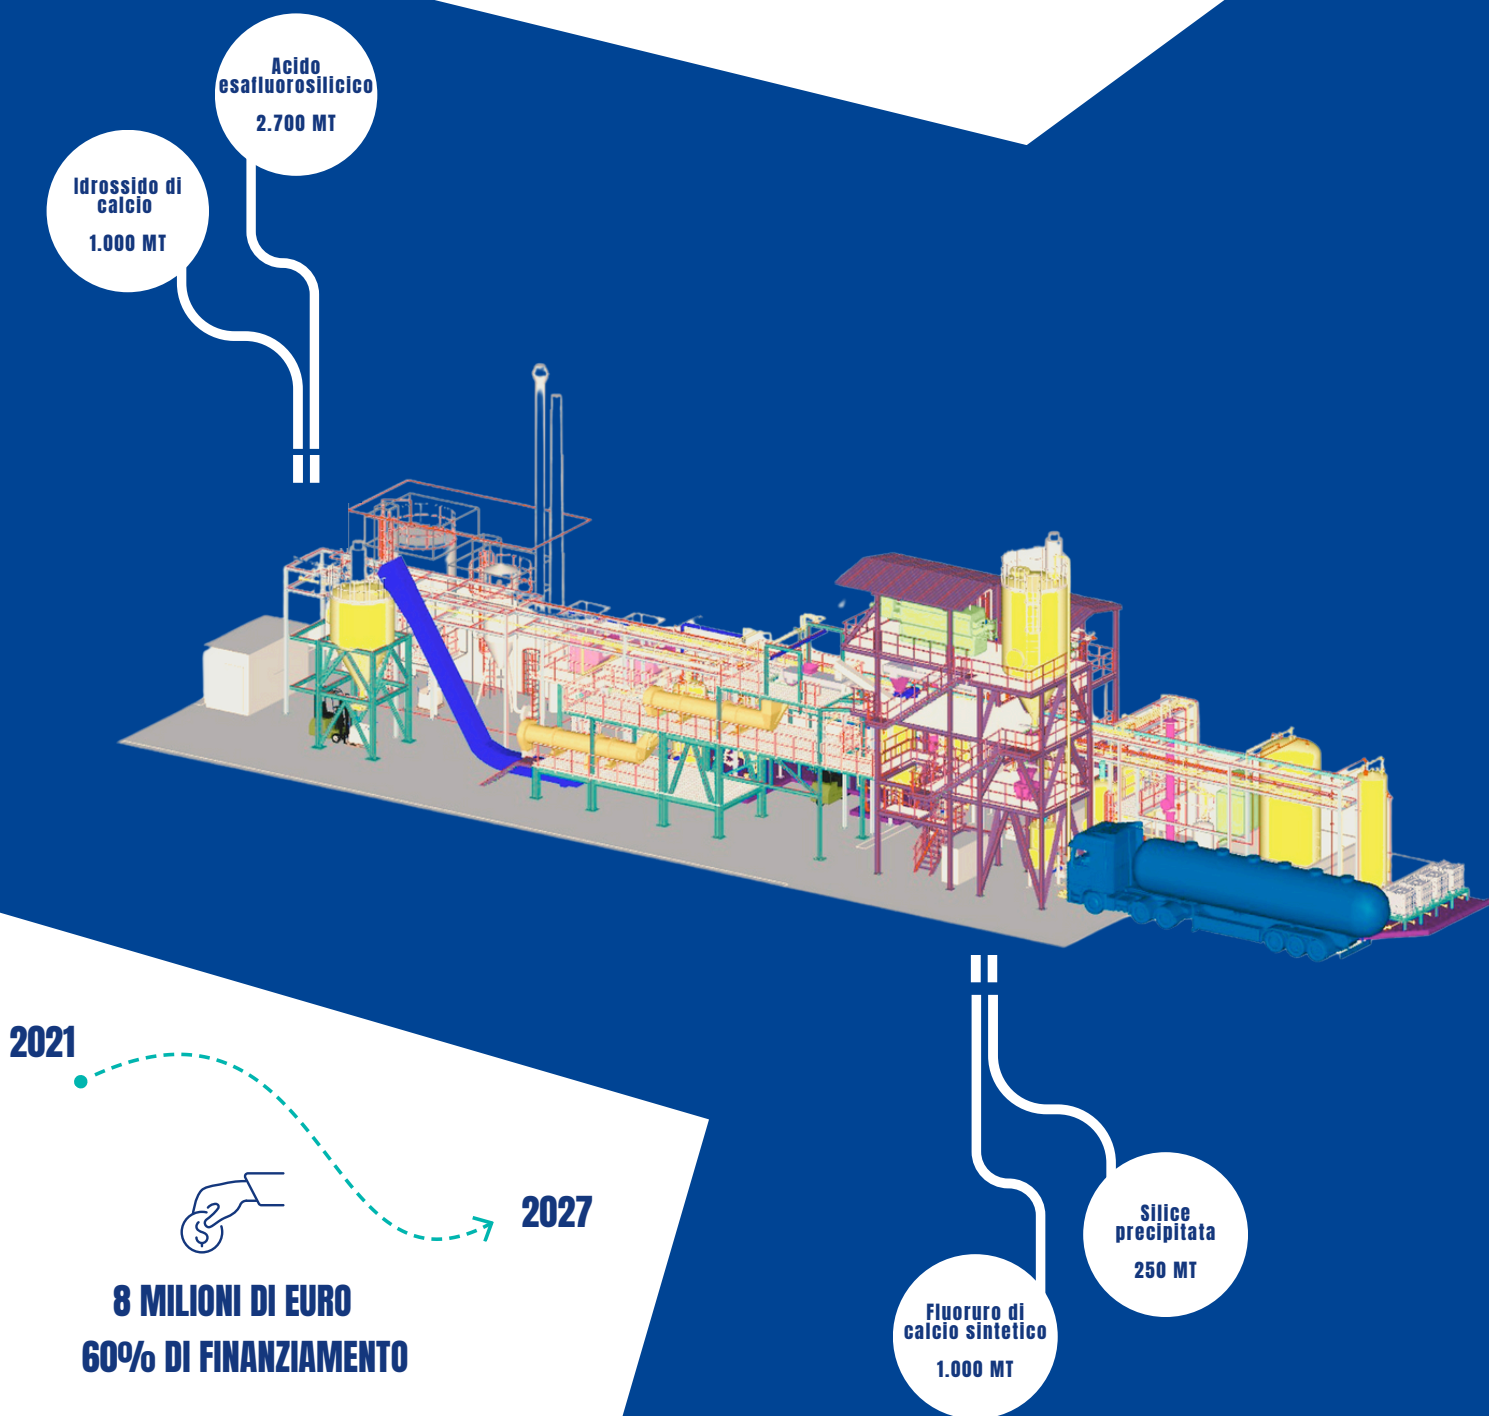 Acido
esafluorosilicico
2.700 MT
Idrossido di
calcio
1.000 MT
2021
2027
8 MILIONI DI EURO
60% DI FINANZIAMENTO
Silice
precipitata
250 MT
Fluoruro di
calcio sintetico
1.000 MT
$